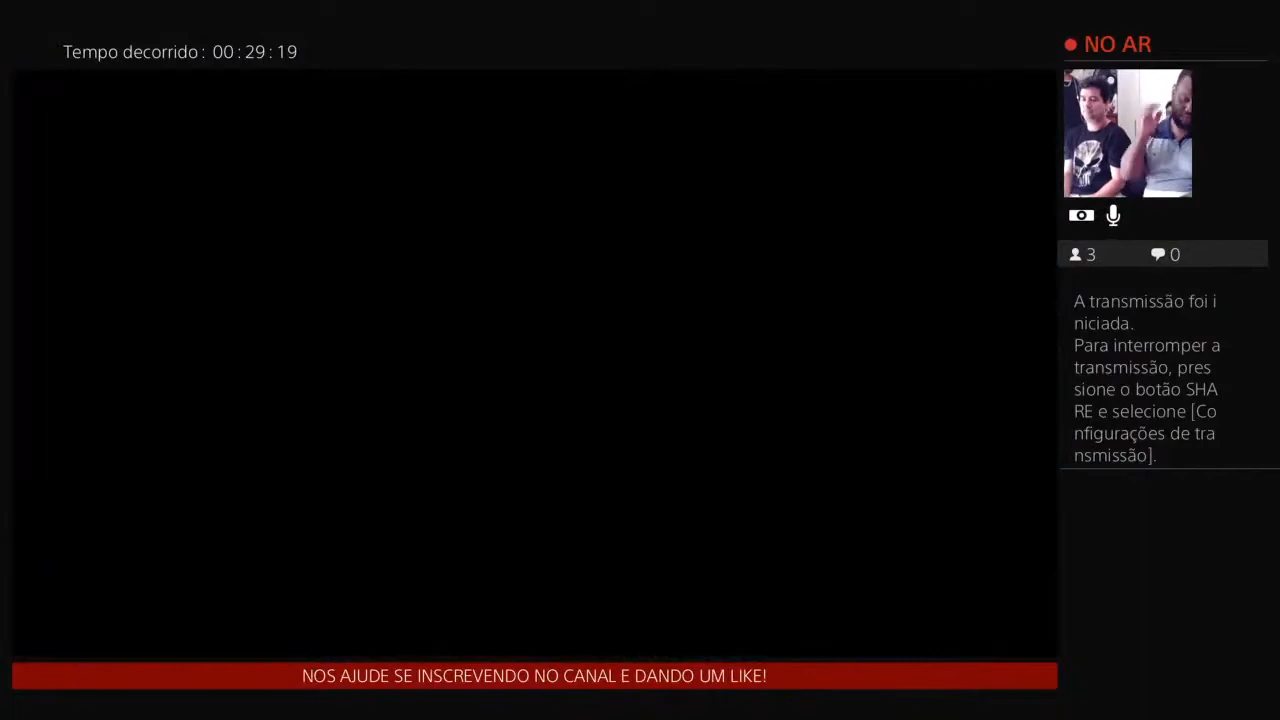 Tempo decorrido: 00:29:19
NO AR
3 0
A transmissão foi i
niciada.
Para interromper a
transmissão, pres
sione o botão SHA
RE e selecione [Co
nfigurações de tra
nsmissão].
NOS AJUDE SE INSCREVENDO NO CANAL E DANDO UM LIKE!